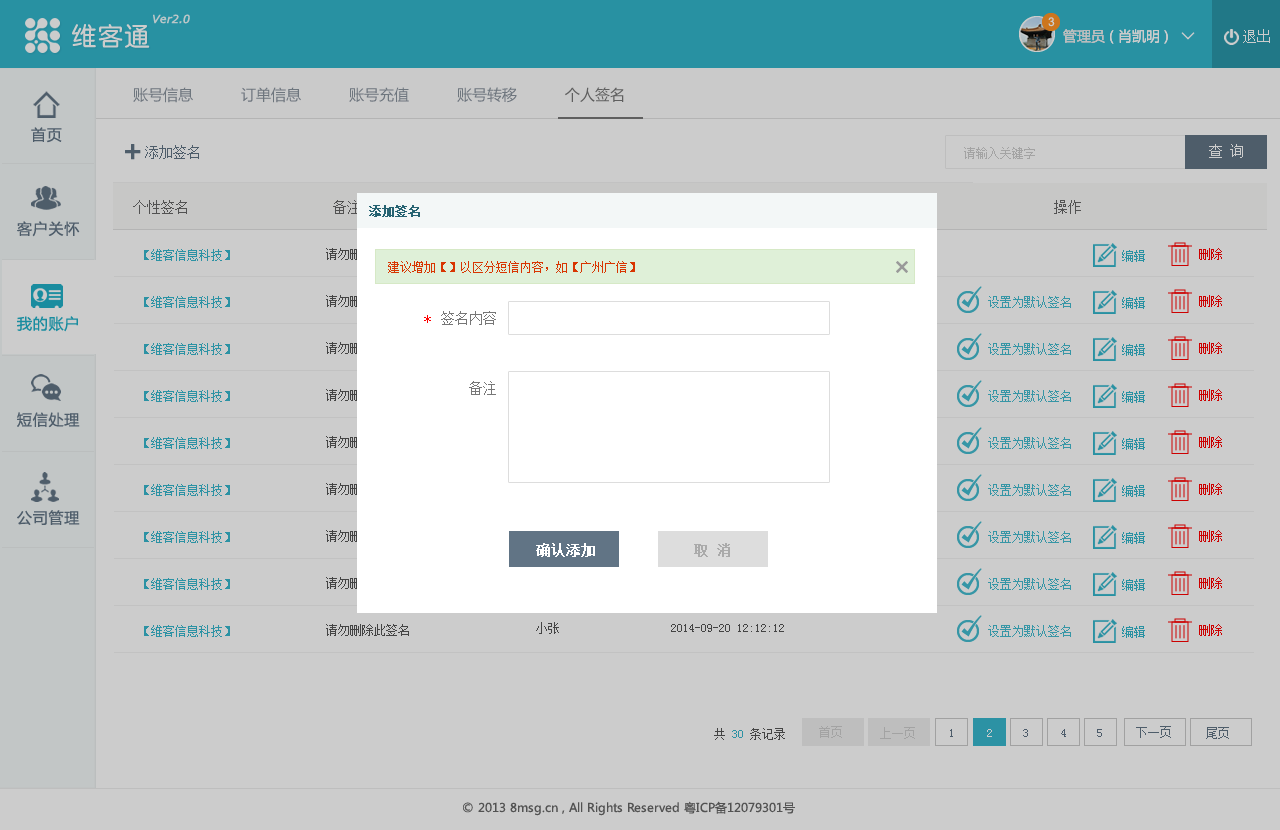 维客通 Ver2.0
3
管理员 ( 肖凯明 )
退出
首页
客户关怀
我的账户
短信处理
公司管理
账号信息 订单信息 账号充值 账号转移 个人签名
添加签名 请输入关键字 查 询
个性签名 备注 操作
【维客信息科技】 请勿删 编辑 删除
【维客信息科技】 请勿删 设置为默认签名 编辑 删除
【维客信息科技】 请勿删 设置为默认签名 编辑 删除
【维客信息科技】 请勿删 设置为默认签名 编辑 删除
【维客信息科技】 请勿删 设置为默认签名 编辑 删除
【维客信息科技】 请勿删 设置为默认签名 编辑 删除
【维客信息科技】 请勿删 设置为默认签名 编辑 删除
【维客信息科技】 请勿删 设置为默认签名 编辑 删除
【维客信息科技】 请勿删除此签名 小张 2014-09-20 12:12:12 设置为默认签名 编辑 删除
添加签名
建议增加【】以区分短信内容，如【广州广信】
* 签名内容
备注
确认添加 取 消
共 30 条记录 首页 上一页 1 2 3 4 5 下一页 尾页
© 2013 8msg.cn , All Rights Reserved 粤ICP备12079301号